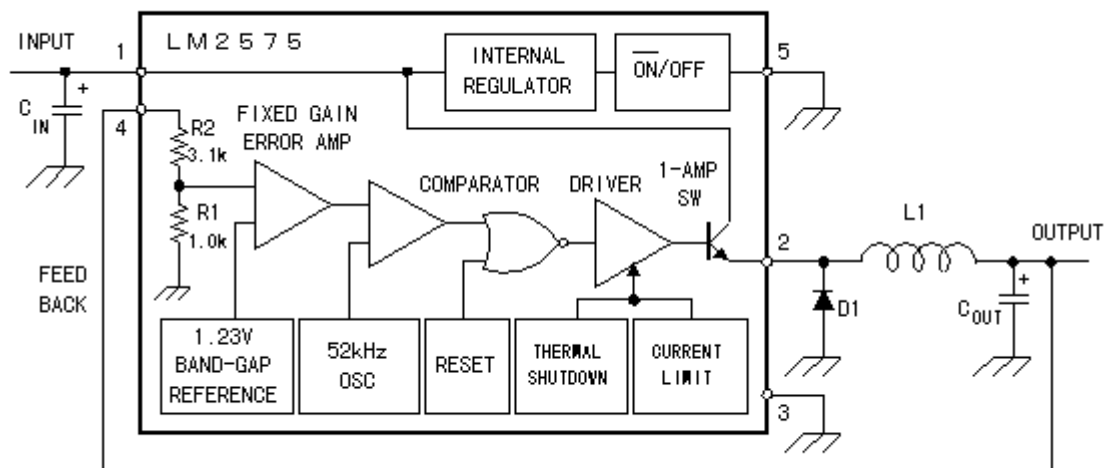 INPUT
1
LM2575
5
INTERNAL
REGULATOR
ON/OFF
+
C IN
4
R2
3.1k
FIXED GAIN
ERROR AMP
R1
1.0k
COMPARATOR
DRIVER
1-AMP
SW
2
L1
OUTPUT
FEED
BACK
D1
+
C OUT
1.23V
BAND-GAP
REFERENCE
52kHz
OSC
RESET
THERMAL
SHUTDOWN
CURRENT
LIMIT
3